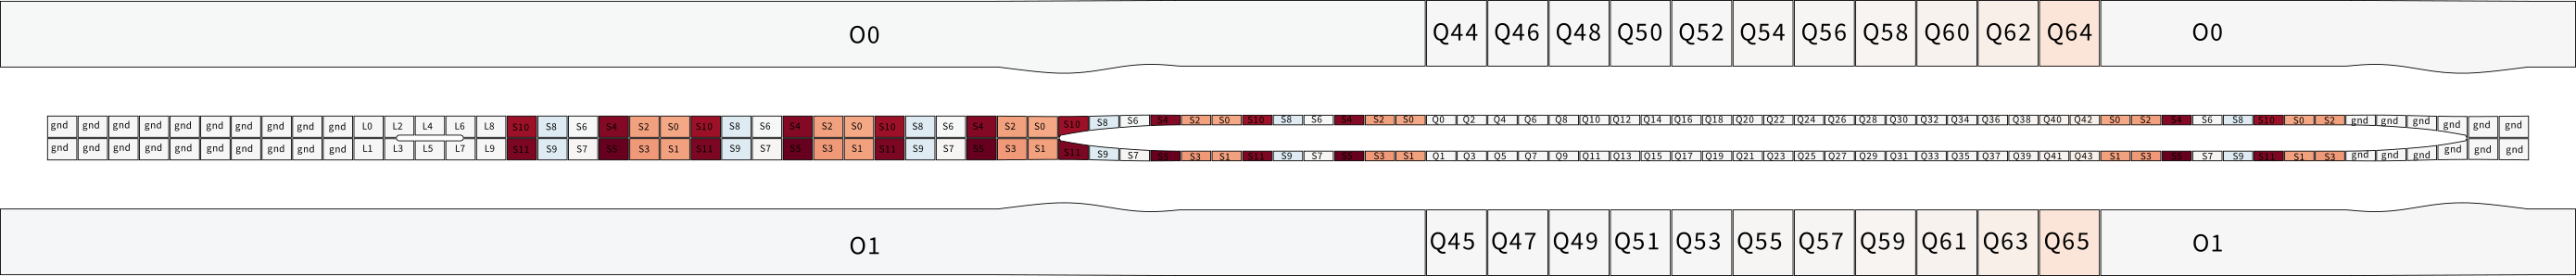 O0 Q44 Q46 Q48 Q50 Q52 Q54 Q56 Q58 Q60 Q62 Q64 O0
gnd gnd gnd gnd gnd gnd gnd gnd gnd gnd L0 L2 L4 L6 L8 S10 S8 S6 S4 S2 S0 S10 S8 S6 S4 S2 S0 S10 S8 S6 S4 S2 S0 S10 S8 S6 S4 S2 S0 S10 S8 S6 S4 S2 S0 Q0 Q2 Q4 Q6 Q8 Q10 Q12 Q14 Q16 Q18 Q20 Q22 Q24 Q26 Q28 Q30 Q32 Q34 Q36 Q38 Q40 Q42 S0 S2 S4 S6 S8 S10 S0 S2 gnd gnd gnd gnd gnd gnd
gnd gnd gnd gnd gnd gnd gnd gnd gnd gnd L1 L3 L5 L7 L9 S11 S9 S7 S5 S3 S1 S11 S9 S7 S5 S3 S1 S11 S9 S7 S5 S3 S1 S11 S9 S7 S5 S3 S1 S11 S9 S7 S5 S3 S1 Q1 Q3 Q5 Q7 Q9 Q11 Q13 Q15 Q17 Q19 Q21 Q23 Q25 Q27 Q29 Q31 Q33 Q35 Q37 Q39 Q41 Q43 S1 S3 S5 S7 S9 S11 S1 S3 gnd gnd gnd gnd gnd gnd
O1 Q45 Q47 Q49 Q51 Q53 Q55 Q57 Q59 Q61 Q63 Q65 O1